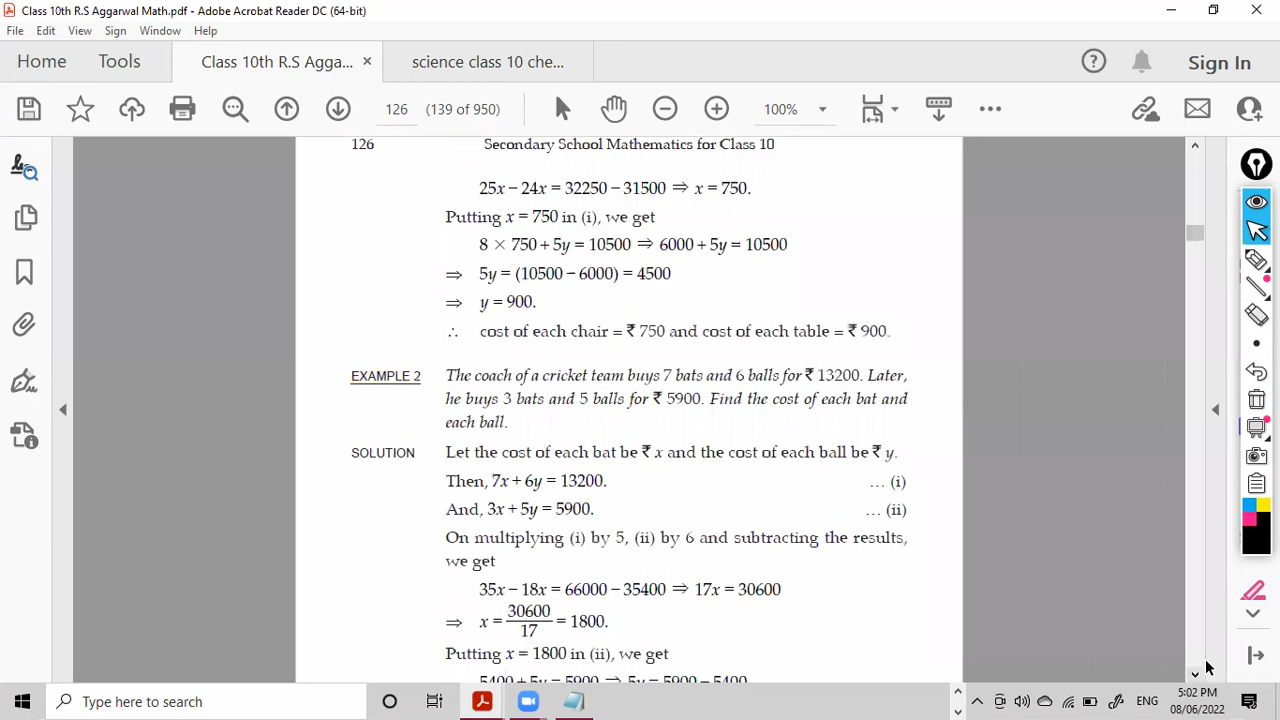 Class 10th R.S Aggarwal Math.pdf - Adobe Acrobat Reader DC (64-bit)
File Edit View Sign Window Help
Home Tools Class 10th R.S Agga... × science class 10 che... Sign In
126 (139 of 950) 100%
126 Secondary School Mathematics for Class 10
25x − 24x = 32250 − 31500 ⇒ x = 750.
Putting x = 750 in (i), we get
8 × 750 + 5y = 10500 ⇒ 6000 + 5y = 10500
⇒ 5y = (10500 − 6000) = 4500
⇒ y = 900.
∴ cost of each chair = ₹ 750 and cost of each table = ₹ 900.
EXAMPLE 2 The coach of a cricket team buys 7 bats and 6 balls for ₹ 13200. Later,
he buys 3 bats and 5 balls for ₹ 5900. Find the cost of each bat and
each ball.
SOLUTION Let the cost of each bat be ₹ x and the cost of each ball be ₹ y.
Then, 7x + 6y = 13200. … (i)
And, 3x + 5y = 5900. … (ii)
On multiplying (i) by 5, (ii) by 6 and subtracting the results,
we get
35x − 18x = 66000 − 35400 ⇒ 17x = 30600
⇒ x = 30600/17 = 1800.
Putting x = 1800 in (ii), we get
5400 + 5y = 5900 ⇒ 5y = 5900 − 5400
Type here to search
ENG
5:02 PM
08/06/2022